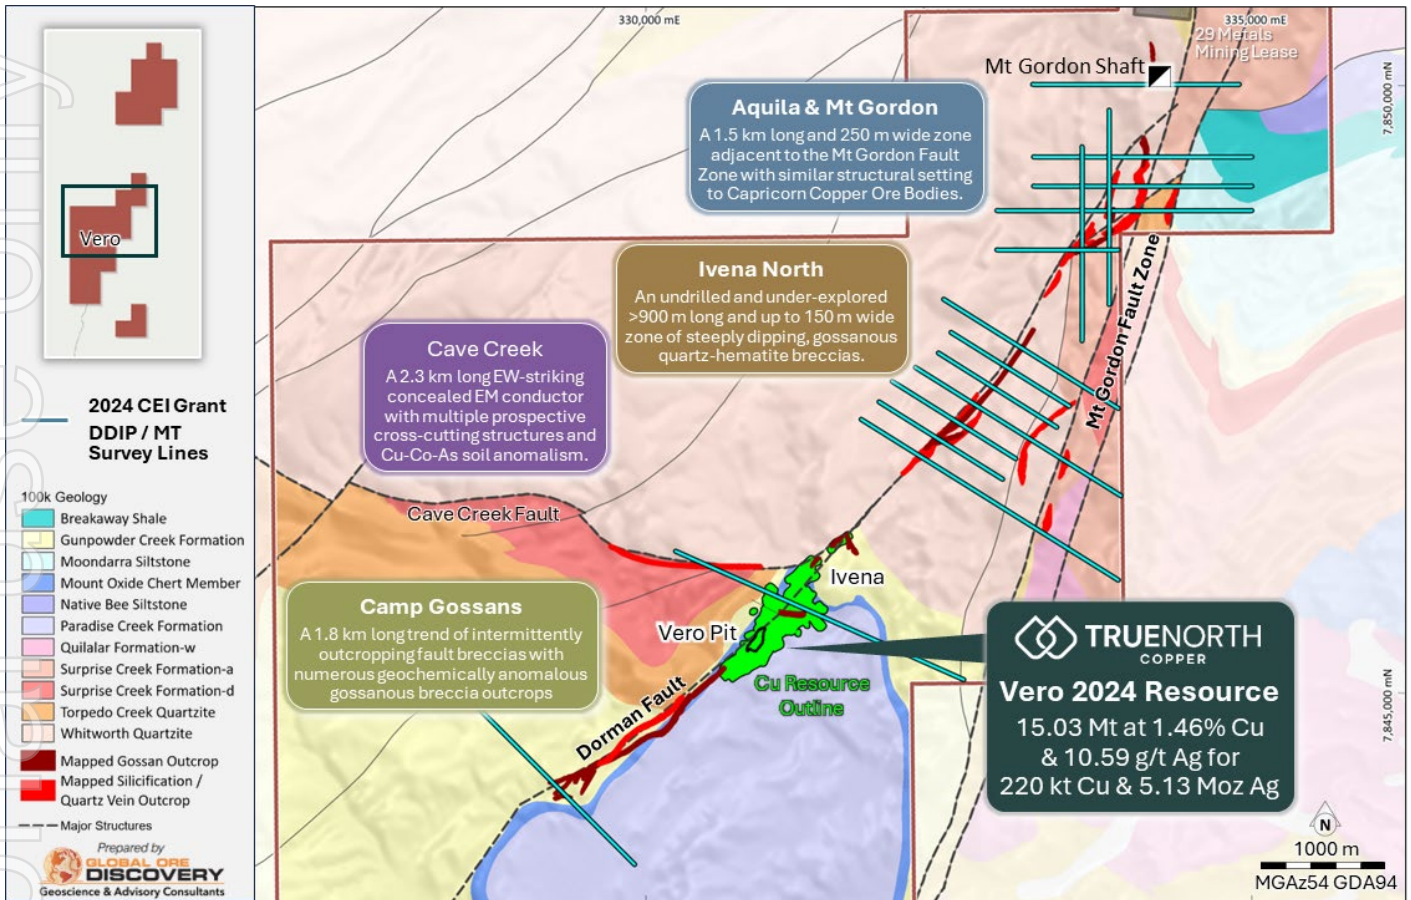 330,000 mE
335,000 mE
29 Metals
Mining Lease
7,850,000 mN
Mt Gordon Shaft
Vero
Aquila & Mt Gordon
A 1.5 km long and 250 m wide zone
adjacent to the Mt Gordon Fault
Zone with similar structural setting
to Capricorn Copper Ore Bodies.
Ivena North
An undrilled and under-explored
>900 m long and up to 150 m wide
zone of steeply dipping, gossanous
quartz-hematite breccias.
Mt Gordon Fault Zone
Cave Creek
A 2.3 km long EW-striking
concealed EM conductor
with multiple prospective
cross-cutting structures and
Cu-Co-As soil anomalism.
2024 CEI Grant
DDIP / MT
Survey Lines
100k Geology
Breakaway Shale
Gunpowder Creek Formation
Moondarra Siltstone
Mount Oxide Chert Member
Native Bee Siltstone
Paradise Creek Formation
Quilalar Formation-w
Surprise Creek Formation-a
Surprise Creek Formation-d
Torpedo Creek Quartzite
Whitworth Quartzite
Mapped Gossan Outcrop
Mapped Silicification /
Quartz Vein Outcrop
Major Structures
Prepared by
GLOBAL ORE
DISCOVERY
Geoscience & Advisory Consultants
Cave Creek Fault
Camp Gossans
A 1.8 km long trend of intermittently
outcropping fault breccias with
numerous geochemically anomalous
gossanous breccia outcrops
Ivena
Vero Pit
Cu Resource
Outline
Dorman Fault
TRUENORTH
COPPER
Vero 2024 Resource
15.03 Mt at 1.46% Cu
& 10.59 g/t Ag for
220 kt Cu & 5.13 Moz Ag
7,845,000 mN
N
1000 m
MGAz54 GDA94